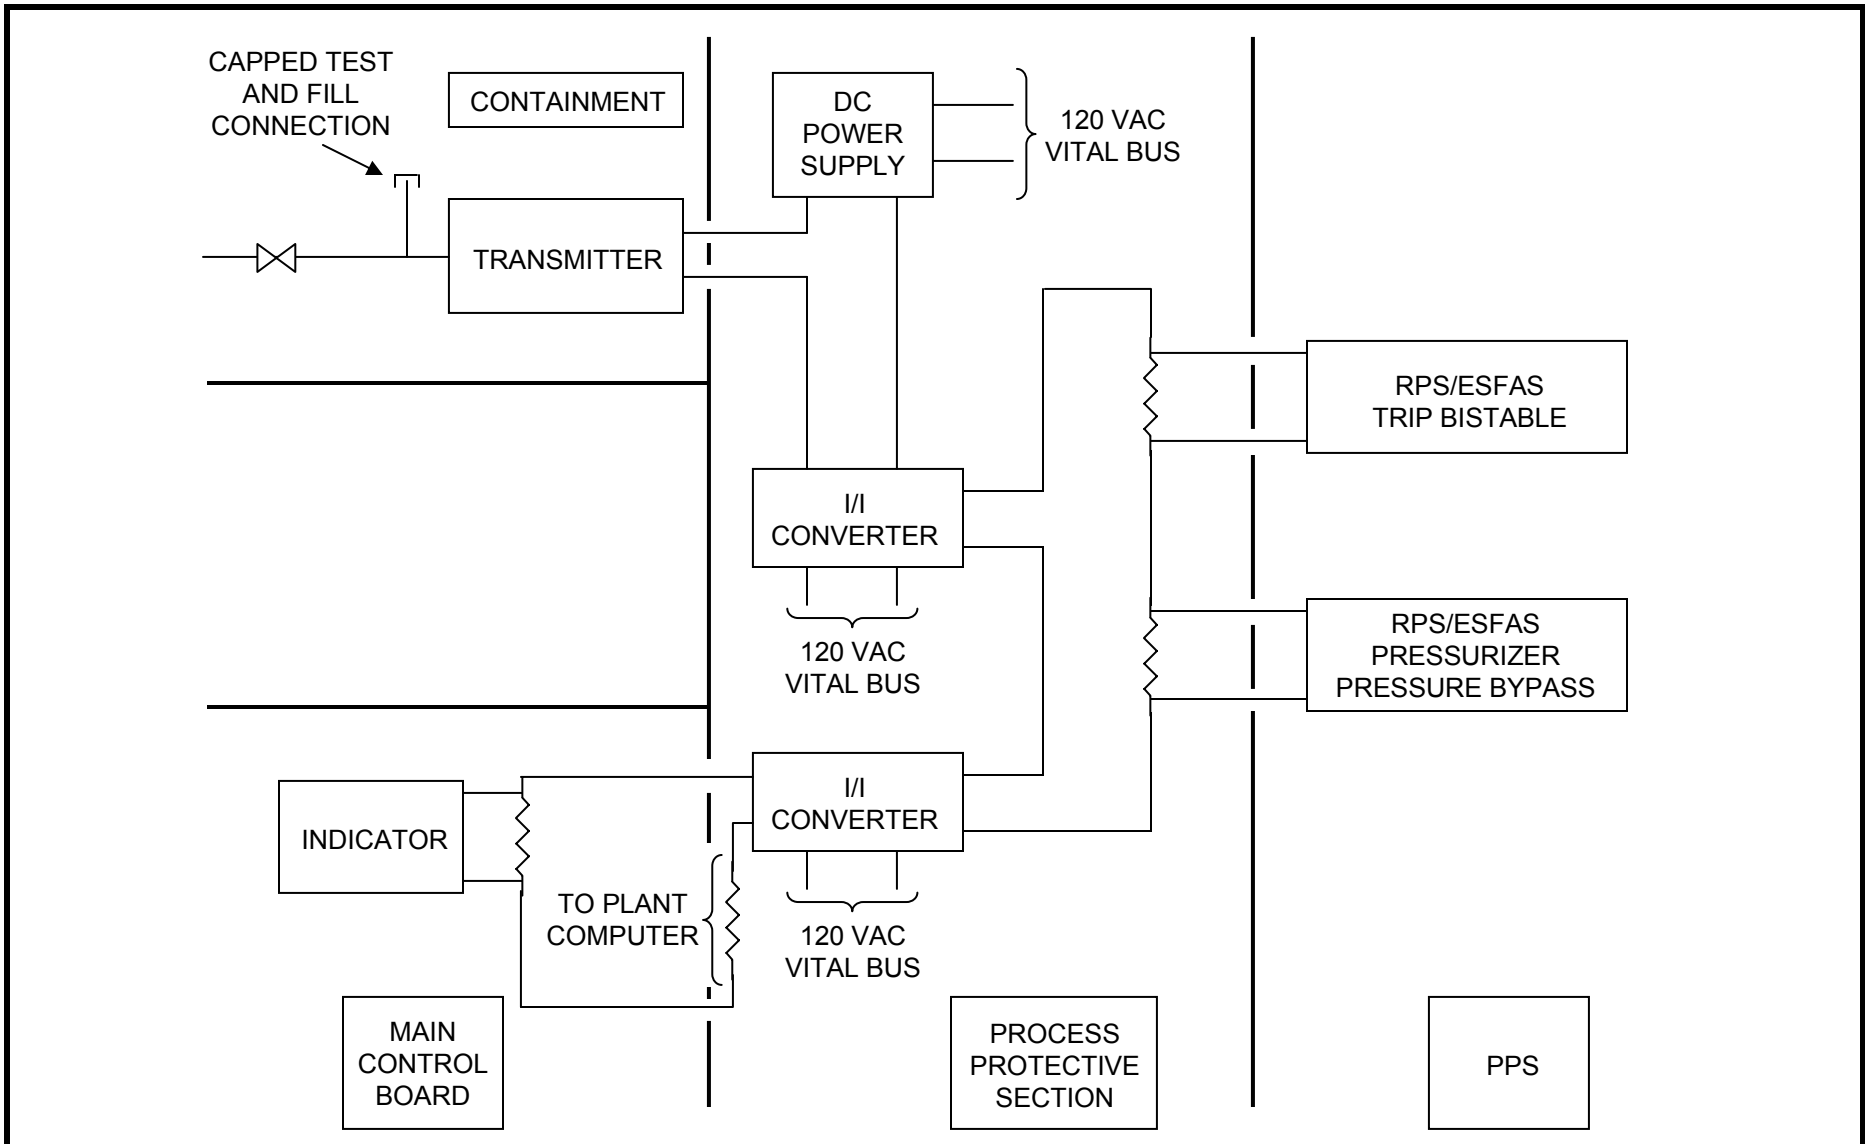 CAPPED TEST
AND FILL
CONNECTION
CONTAINMENT
DC
POWER
SUPPLY
120 VAC
VITAL BUS
TRANSMITTER
RPS/ESFAS
TRIP BISTABLE
I/I
CONVERTER
120 VAC
VITAL BUS
RPS/ESFAS
PRESSURIZER
PRESSURE BYPASS
I/I
CONVERTER
INDICATOR
TO PLANT
COMPUTER
120 VAC
VITAL BUS
MAIN
CONTROL
BOARD
PROCESS
PROTECTIVE
SECTION
PPS